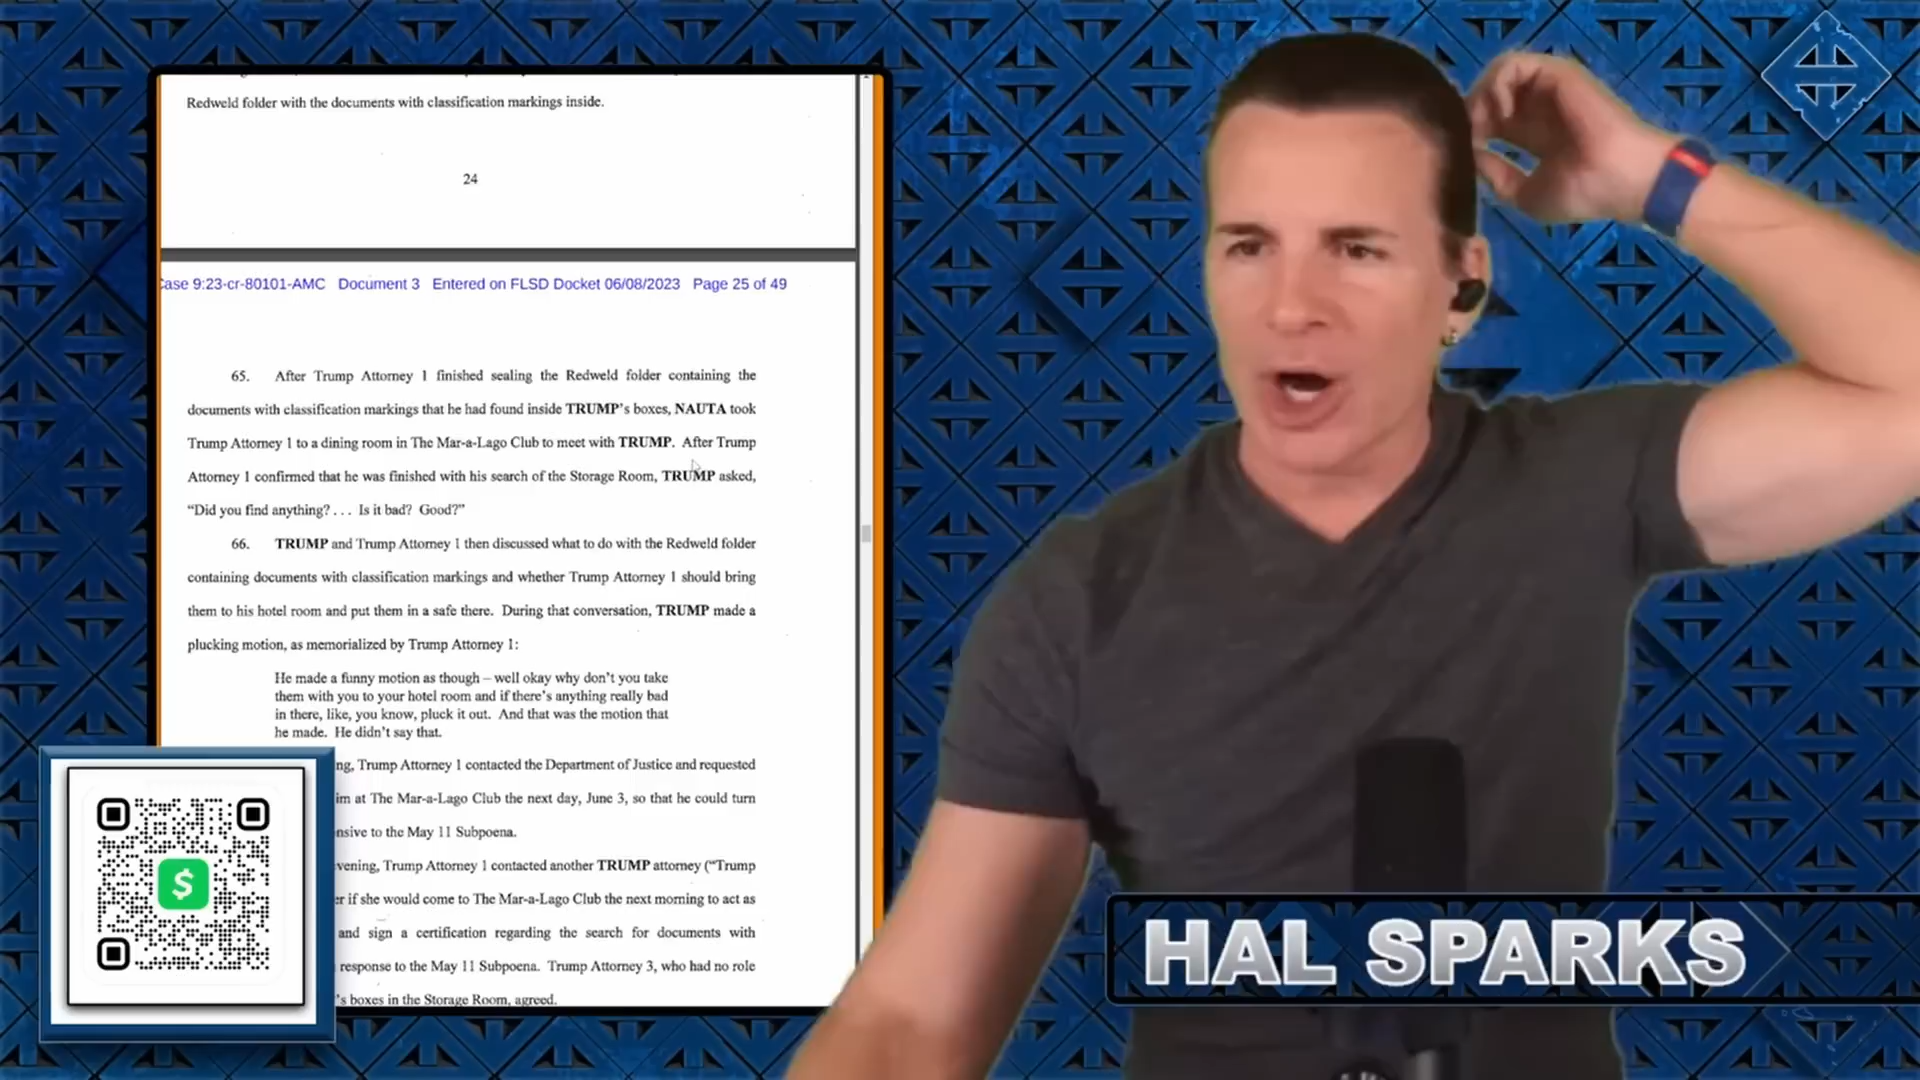 Redweld folder with the documents with classification markings inside.
24
Case 9:23-cr-80101-AMC Document 3 Entered on FLSD Docket 06/08/2023 Page 25 of 49
65. After Trump Attorney 1 finished sealing the Redweld folder containing the
documents with classification markings that he had found inside TRUMP's boxes, NAUTA took
Trump Attorney 1 to a dining room in The Mar-a-Lago Club to meet with TRUMP. After Trump
Attorney 1 confirmed that he was finished with his search of the Storage Room, TRUMP asked,
“Did you find anything? . . . Is it bad? Good?”
66. TRUMP and Trump Attorney 1 then discussed what to do with the Redweld folder
containing documents with classification markings and whether Trump Attorney 1 should bring
them to his hotel room and put them in a safe there. During that conversation, TRUMP made a
plucking motion, as memorialized by Trump Attorney 1:
He made a funny motion as though – well okay why don't you take
them with you to your hotel room and if there's anything really bad
in there, like, you know, pluck it out. And that was the motion that
he made. He didn't say that.
ng, Trump Attorney 1 contacted the Department of Justice and requested
im at The Mar-a-Lago Club the next day, June 3, so that he could turn
nsive to the May 11 Subpoena.
vening, Trump Attorney 1 contacted another TRUMP attorney (“Trump
er if she would come to The Mar-a-Lago Club the next morning to act as
and sign a certification regarding the search for documents with
response to the May 11 Subpoena. Trump Attorney 3, who had no role
's boxes in the Storage Room, agreed.
$
HAL SPARKS